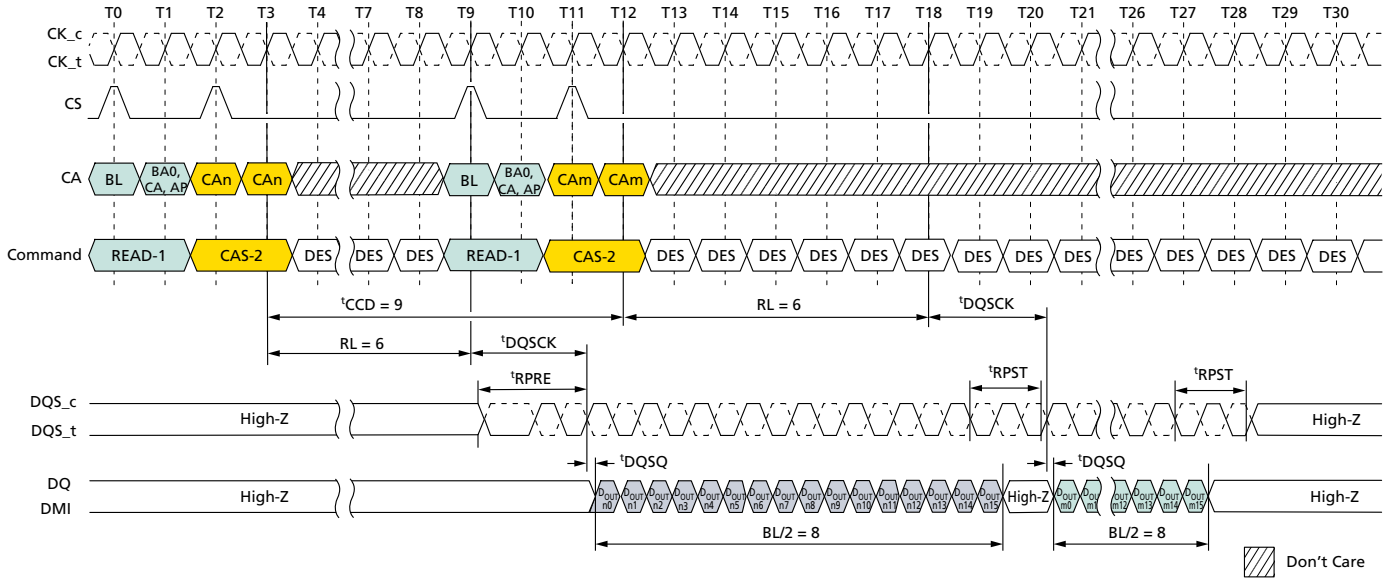 T0 T1 T2 T3 T4 T7 T8 T9 T10 T11 T12 T13 T14 T15 T16 T17 T18 T19 T20 T21 T26 T27 T28 T29 T30
CK_c
CK_t
CS
CA BL BA0, CA, AP CAn CAn BL BA0, CA, AP CAm CAm
Command READ-1 CAS-2 DES DES DES READ-1 CAS-2 DES DES DES DES DES DES DES DES DES DES DES DES DES DES
tCCD = 9 RL = 6 tDQSCK
RL = 6 tDQSCK
tRPRE tRPST tRPST
DQS_c
DQS_t
High-Z High-Z
tDQSQ tDQSQ
DQ
DMI
High-Z DOUT n0 DOUT n1 DOUT n2 DOUT n3 DOUT n4 DOUT n5 DOUT n6 DOUT n7 DOUT n8 DOUT n9 DOUT n10 DOUT n11 DOUT n12 DOUT n13 DOUT n14 DOUT n15 High-Z DOUT m0 DOUT m1 DOUT m12 DOUT m13 DOUT m14 DOUT m15 High-Z
BL/2 = 8 BL/2 = 8
Don't Care